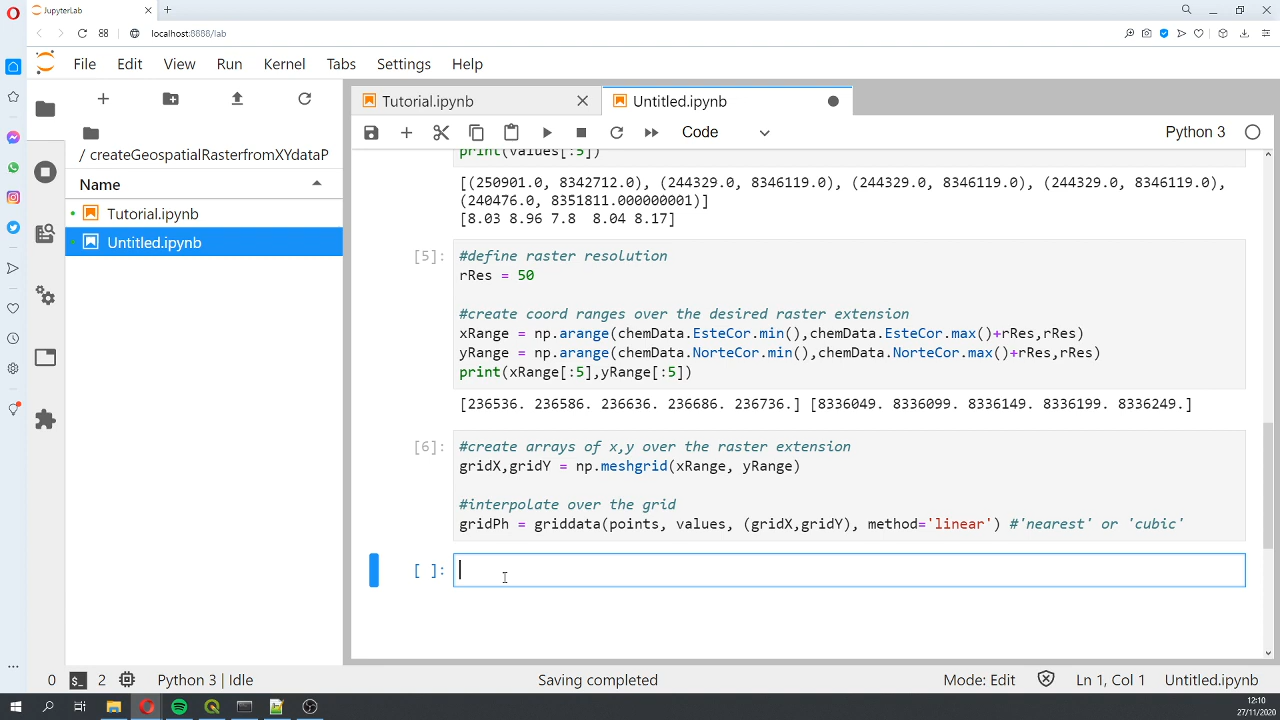 JupyterLab
localhost:8888/lab
File Edit View Run Kernel Tabs Settings Help
Tutorial.ipynb
Untitled.ipynb
Code
Python 3
/ createGeospatialRasterfromXYdataP
Name
Tutorial.ipynb
Untitled.ipynb
print(values[:5])
[(250901.0, 8342712.0), (244329.0, 8346119.0), (244329.0, 8346119.0), (244329.0, 8346119.0),
(240476.0, 8351811.000000001)]
[8.03 8.96 7.8  8.04 8.17]
[5]:
#define raster resolution
rRes = 50
#create coord ranges over the desired raster extension
xRange = np.arange(chemData.EsteCor.min(),chemData.EsteCor.max()+rRes,rRes)
yRange = np.arange(chemData.NorteCor.min(),chemData.NorteCor.max()+rRes,rRes)
print(xRange[:5],yRange[:5])
[236536. 236586. 236636. 236686. 236736.] [8336049. 8336099. 8336149. 8336199. 8336249.]
[6]:
#create arrays of x,y over the raster extension
gridX,gridY = np.meshgrid(xRange, yRange)
#interpolate over the grid
gridPh = griddata(points, values, (gridX,gridY), method='linear') #'nearest' or 'cubic'
[ ]:
0 2 Python 3 | Idle Saving completed Mode: Edit Ln 1, Col 1 Untitled.ipynb
12:10
27/11/2020